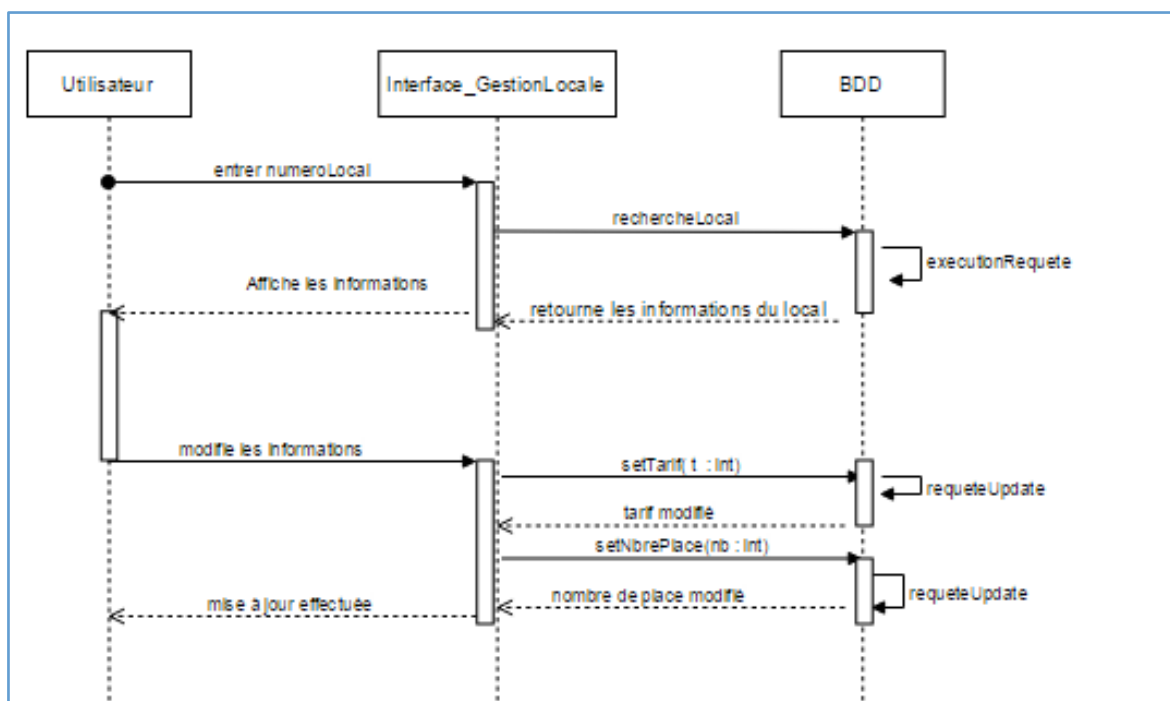 Utilisateur
Interface_GestionLocale
BDD
entrer numeroLocal
rechercheLocal
executionRequete
Affiche les informations
retourne les informations du local
modifie les informations
setTarif( t : int)
requeteUpdate
tarif modifié
setNbrePlace(nb : int)
requeteUpdate
nombre de place modifié
mise à jour effectuée